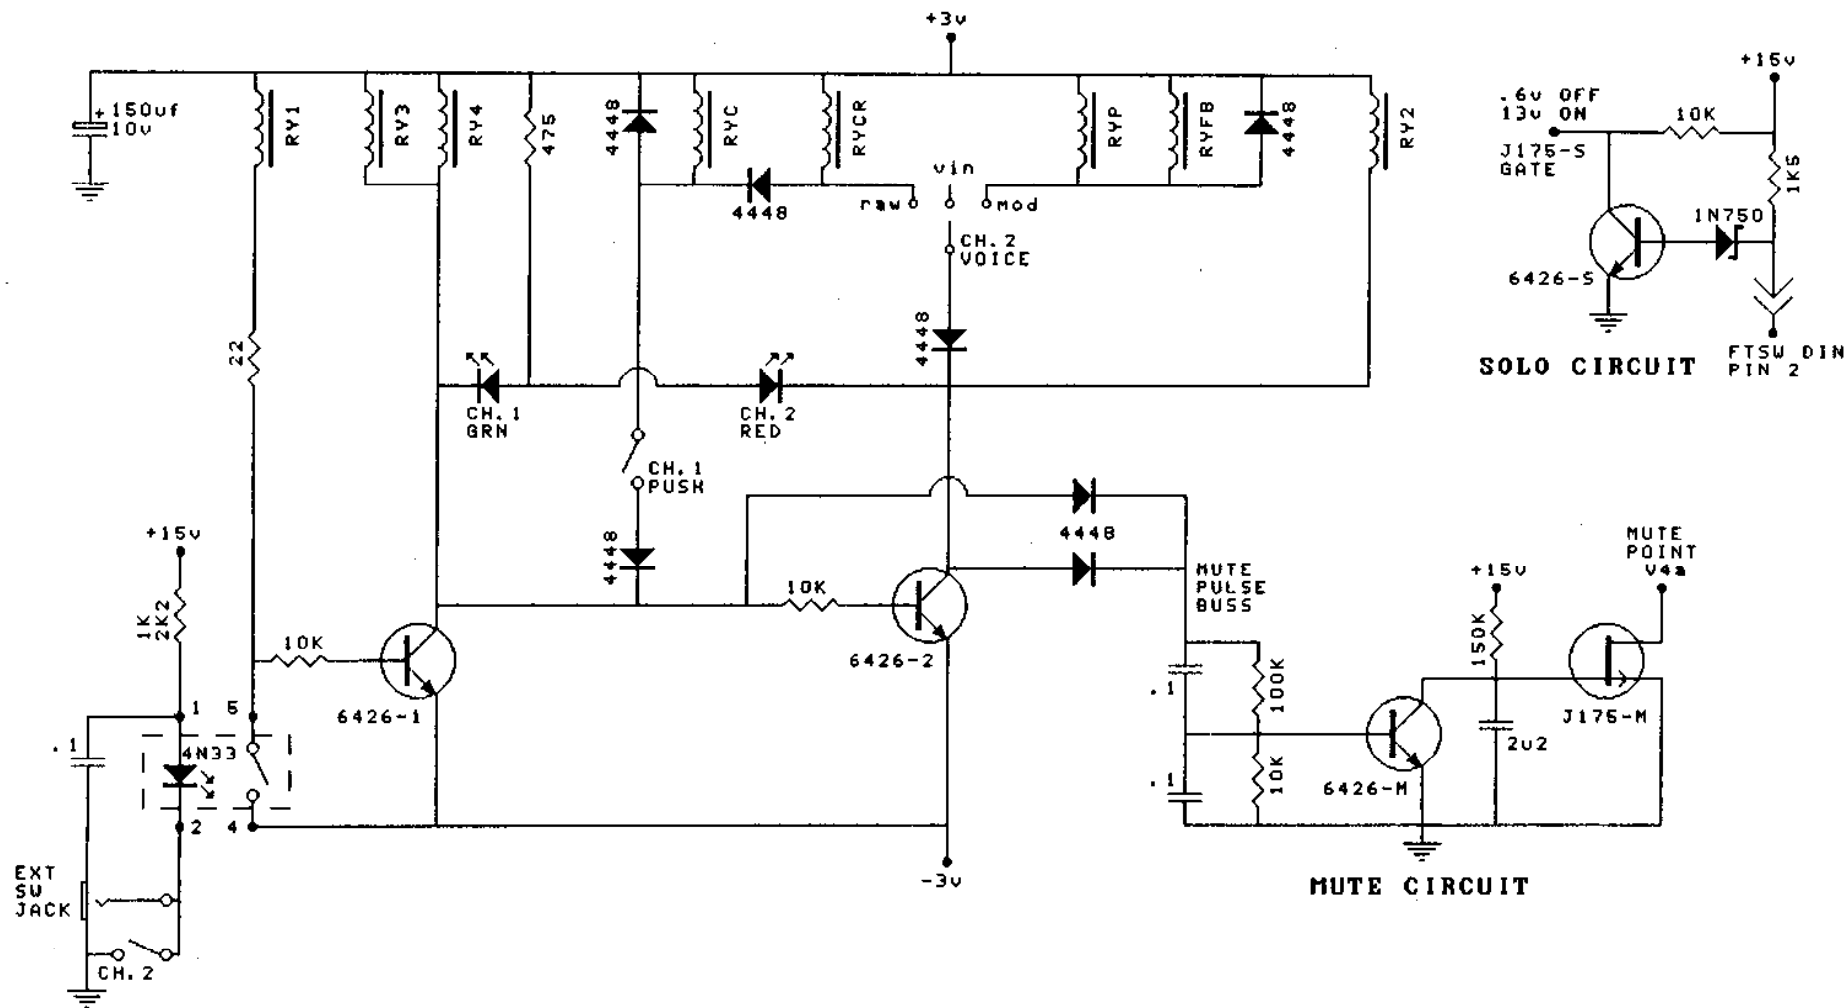 +3v
+150uf
10v
RY1
RY3
RY4
475
4448
RYC
4448
RYCR
raw
vin
mod
CH.2
VOICE
RYP
RYFB
4448
RY2
.6v OFF
13v ON
J175-S
GATE
10K
+15v
1K5
1N750
6426-S
SOLO CIRCUIT
FTSW DIN
PIN 2
22
4448
CH.1
GRN
CH.2
RED
CH.1
PUSH
4448
4448
+15v
1K
2K2
10K
6426-1
10K
6426-2
MUTE
PULSE
BUSS
.1
100K
.1
10K
+15v
150K
MUTE
POINT
V4a
J175-M
2u2
6426-M
MUTE CIRCUIT
1
5
.1
4N33
2
4
-3v
EXT
SW
JACK
CH.2